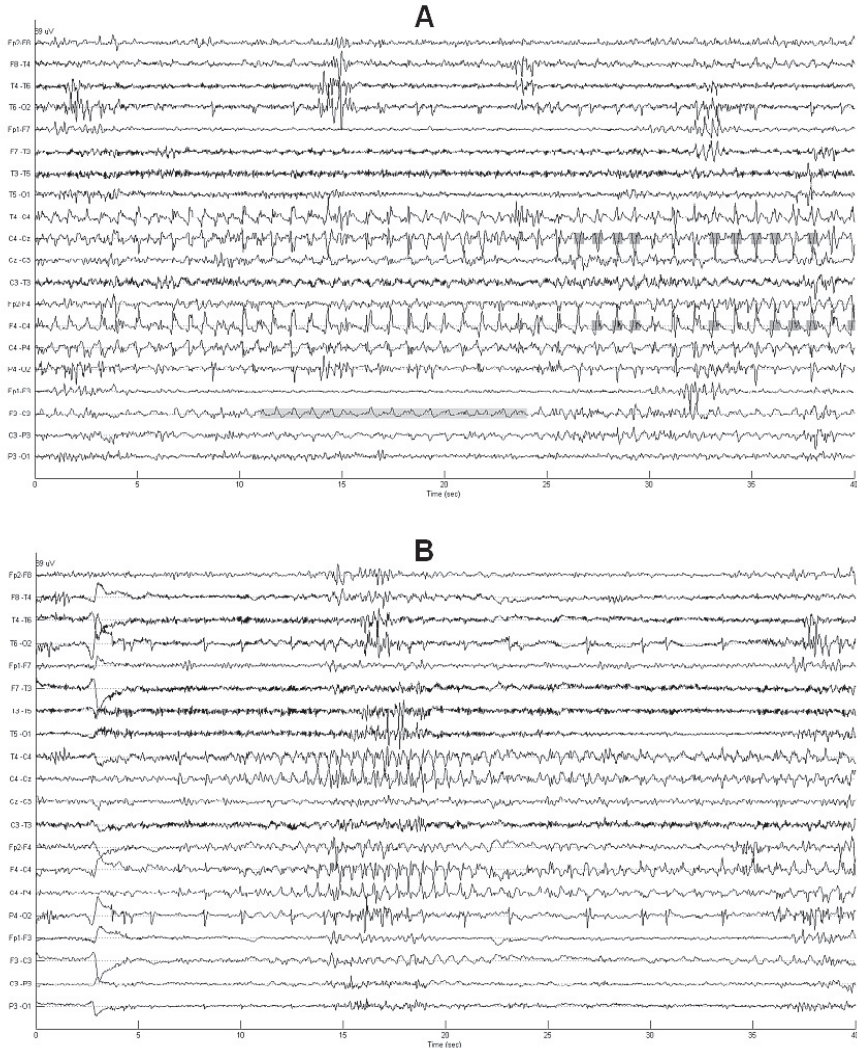 A
89 uV
Fp2-F8
F8-T4
T4-T6
T6-O2
Fp1-F7
F7-T3
T3-T5
T5-O1
T4-C4
C4-Cz
Cz-C3
C3-T3
Fp2-F4
F4-C4
C4-P4
P4-O2
Fp1-F3
F3-C3
C3-P3
P3-O1
0 5 10 15 20 25 30 35 40
Time (sec)
B
89 uV
Fp2-F8
F8-T4
T4-T6
T6-O2
Fp1-F7
F7-T3
T3-T5
T5-O1
T4-C4
C4-Cz
Cz-C3
C3-T3
Fp2-F4
F4-C4
C4-P4
P4-O2
Fp1-F3
F3-C3
C3-P3
P3-O1
0 5 10 15 20 25 30 35 40
Time (sec)